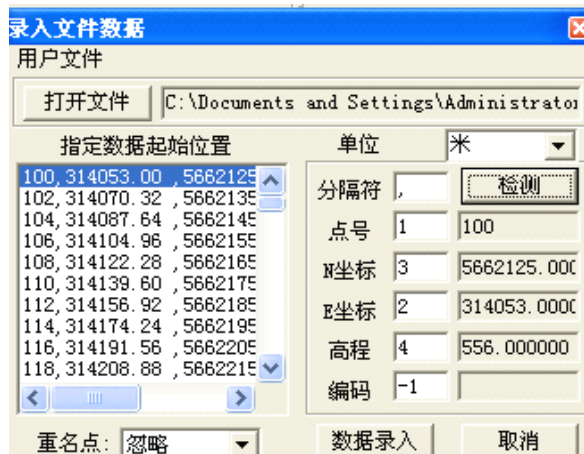 录入文件数据
用户文件
打开文件 C:\Documents and Settings\Administrator
指定数据起始位置 单位 米
100,314053.00 ,5662125
102,314070.32 ,5662135
104,314087.64 ,5662145
106,314104.96 ,5662155
108,314122.28 ,5662165
110,314139.60 ,5662175
112,314156.92 ,5662185
114,314174.24 ,5662195
116,314191.56 ,5662205
118,314208.88 ,5662215
分隔符 , 检测
点号 1 100
N坐标 3 5662125.000
E坐标 2 314053.0000
高程 4 556.000000
编码 -1
重名点: 忽略 数据录入 取消